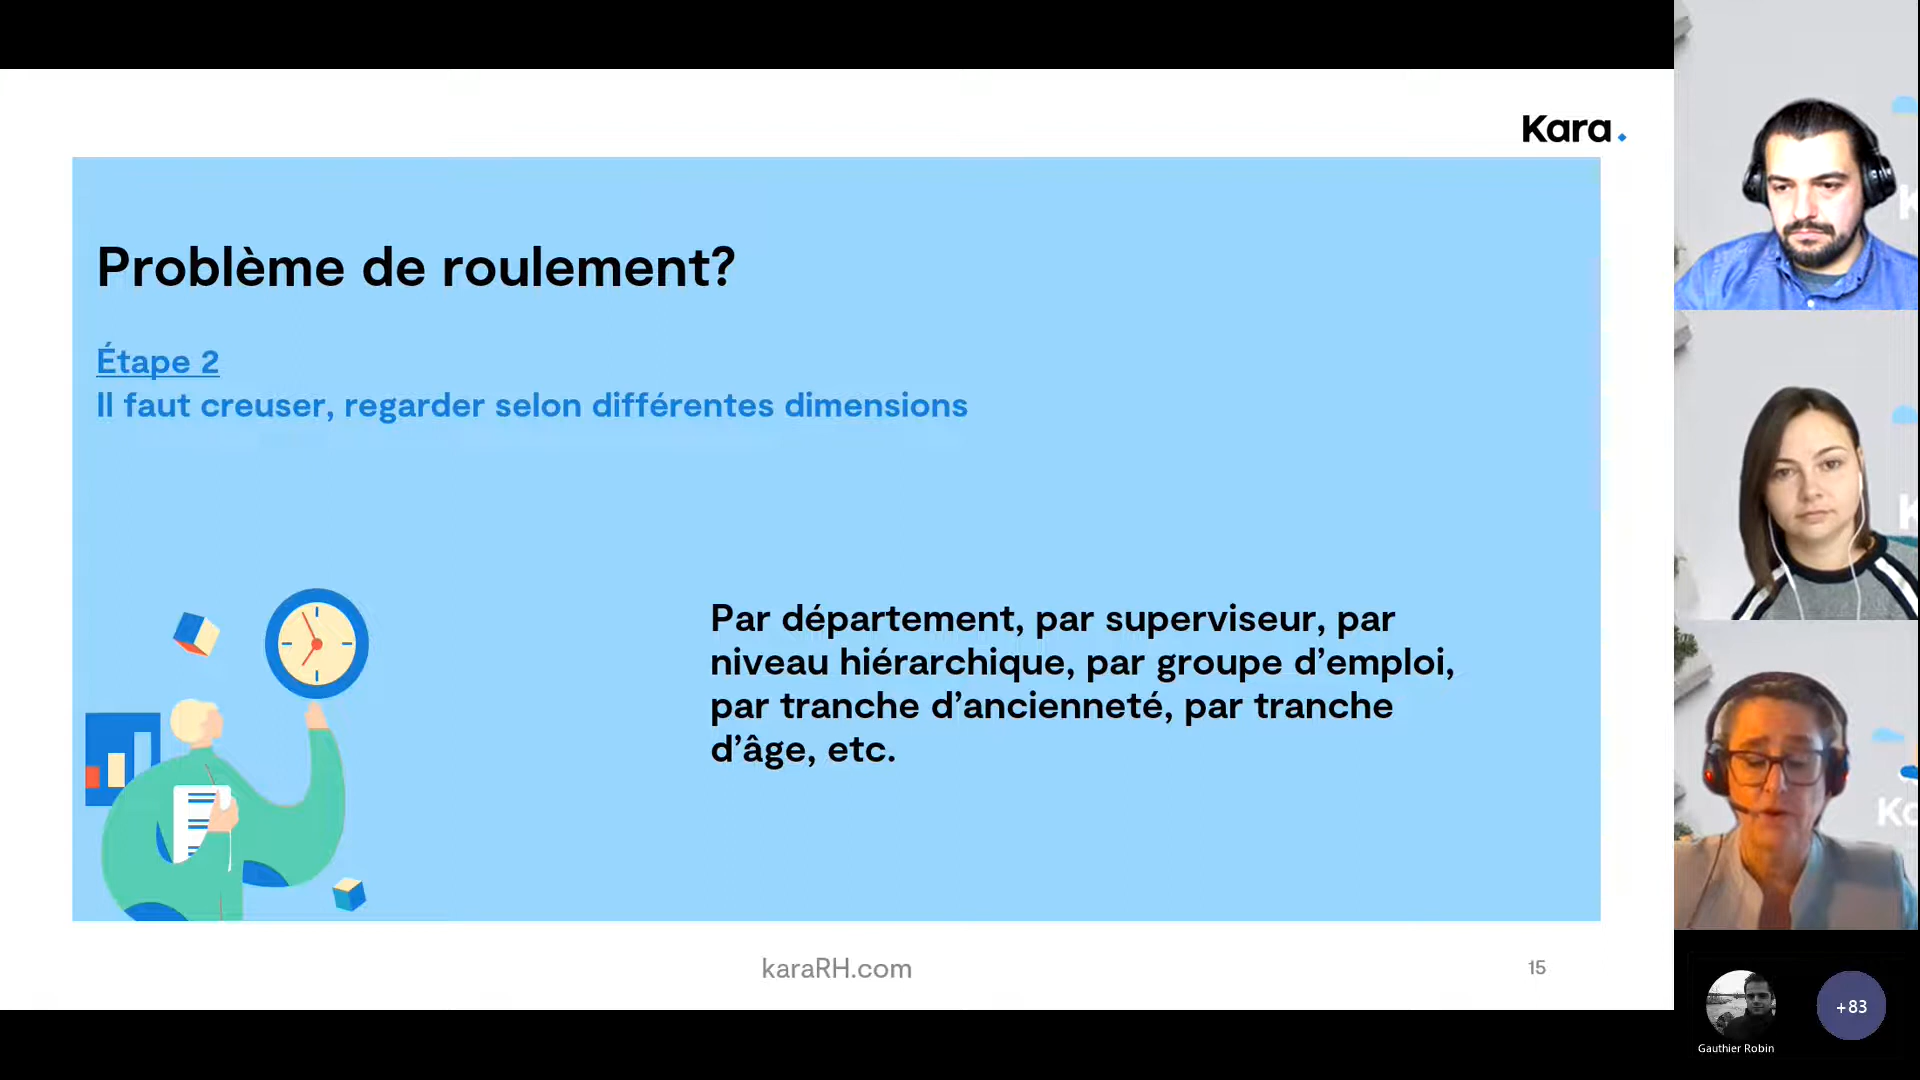 Kara.
Problème de roulement?
Étape 2
Il faut creuser, regarder selon différentes dimensions
Par département, par superviseur, par
niveau hiérarchique, par groupe d’emploi,
par tranche d’ancienneté, par tranche
d’âge, etc.
karaRH.com
15
+83
Gauthier Robin